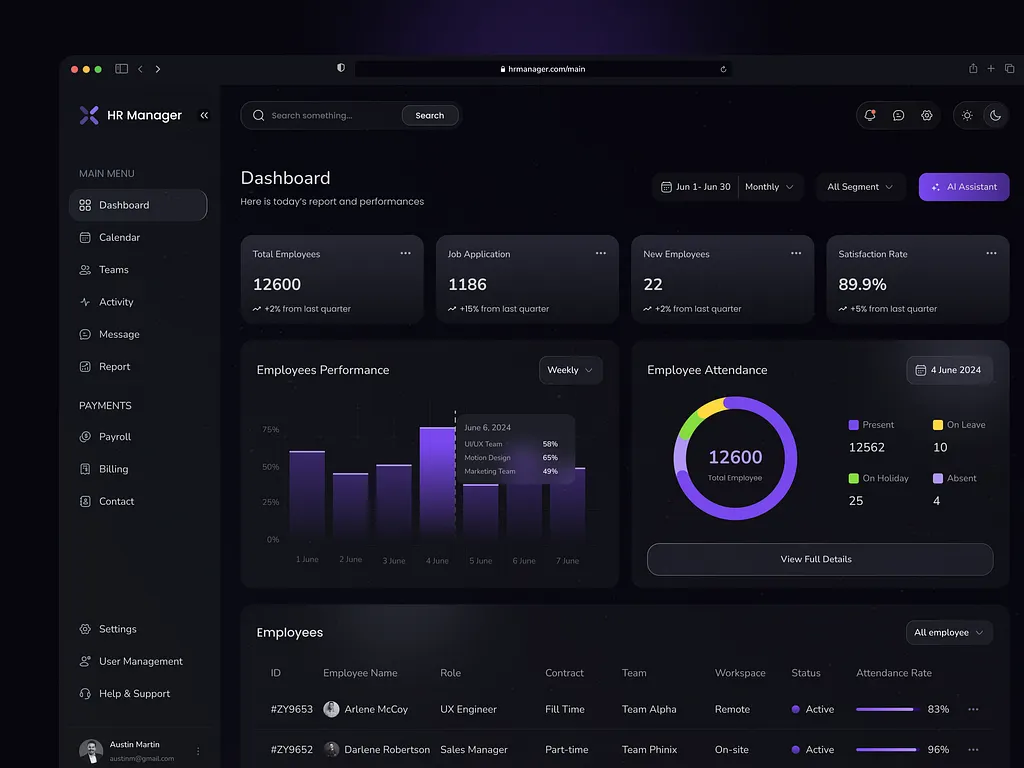 hrmanager.com/main
HR Manager
Search something...
Search
MAIN MENU
Dashboard
Calendar
Teams
Activity
Message
Report
PAYMENTS
Payroll
Billing
Contact
Settings
User Management
Help & Support
Austin Martin
austinm@gmail.com
Dashboard
Here is today's report and performances
Jun 1- Jun 30
Monthly
All Segment
AI Assistant
Total Employees
12600
+2% from last quarter
Job Application
1186
+15% from last quarter
New Employees
22
+2% from last quarter
Satisfaction Rate
89.9%
+5% from last quarter
Employees Performance
Weekly
75%
50%
25%
0%
June 6, 2024
UI/UX Team 58%
Motion Design 65%
Marketing Team 49%
1 June 2 June 3 June 4 June 5 June 6 June 7 June
Employee Attendance
4 June 2024
12600
Total Employee
Present
12562
On Leave
10
On Holiday
25
Absent
4
View Full Details
Employees
All employee
ID Employee Name Role Contract Team Workspace Status Attendance Rate
#ZY9653 Arlene McCoy UX Engineer Fill Time Team Alpha Remote Active 83%
#ZY9652 Darlene Robertson Sales Manager Part-time Team Phinix On-site Active 96%